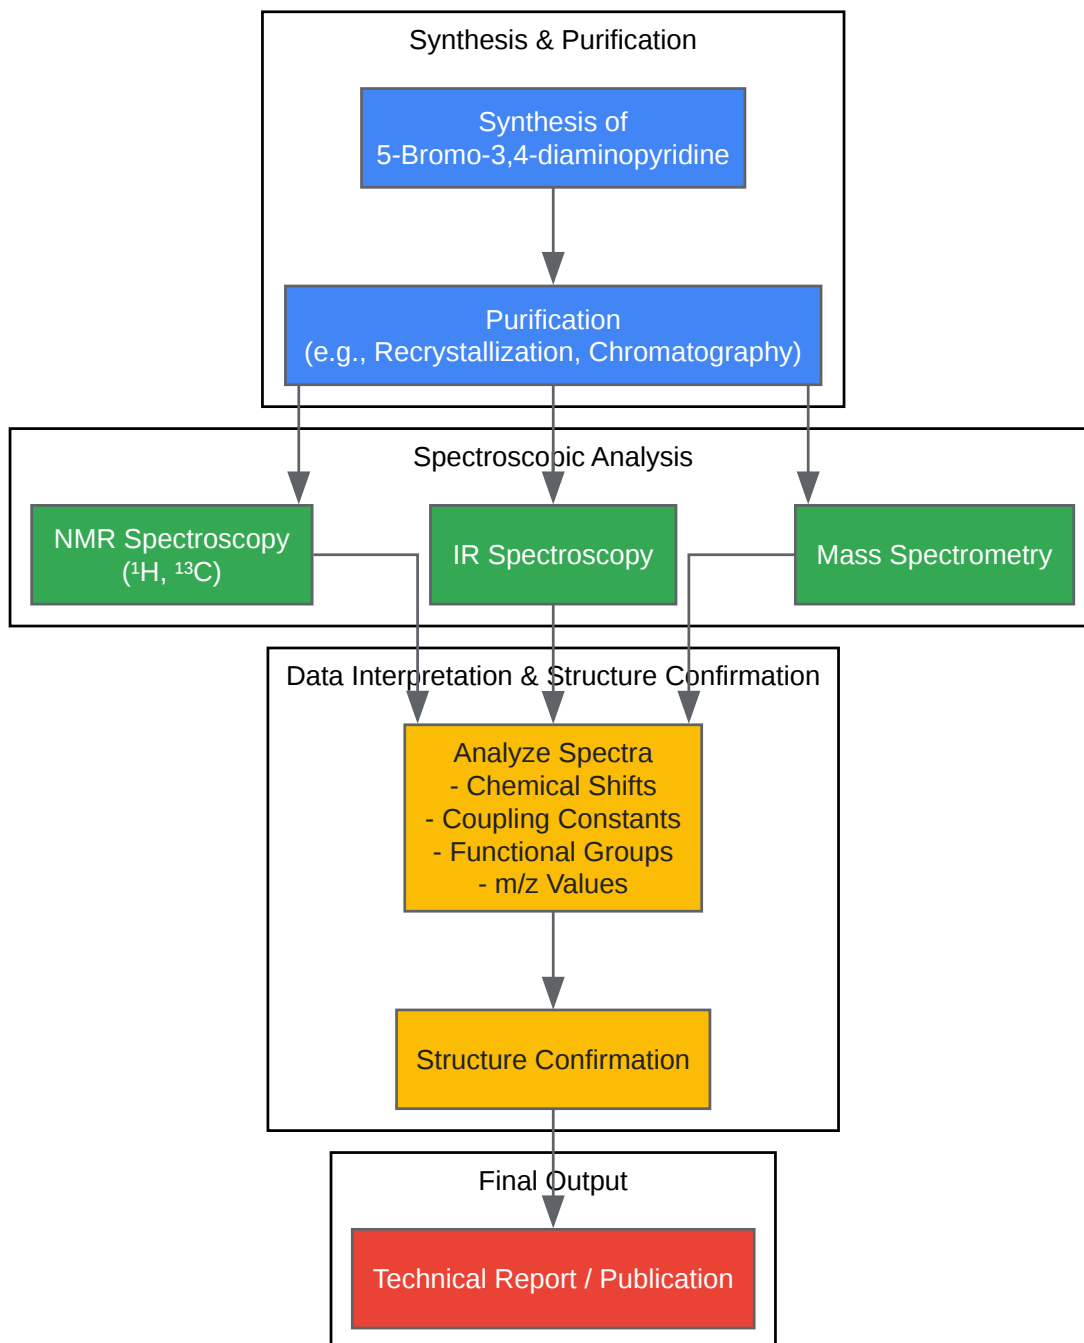 Synthesis & Purification
Synthesis of
5-Bromo-3,4-diaminopyridine
Purification
(e.g., Recrystallization, Chromatography)
Spectroscopic Analysis
NMR Spectroscopy
(¹H, ¹³C)
IR Spectroscopy
Mass Spectrometry
Data Interpretation & Structure Confirmation
Analyze Spectra
- Chemical Shifts
- Coupling Constants
- Functional Groups
- m/z Values
Structure Confirmation
Final Output
Technical Report / Publication